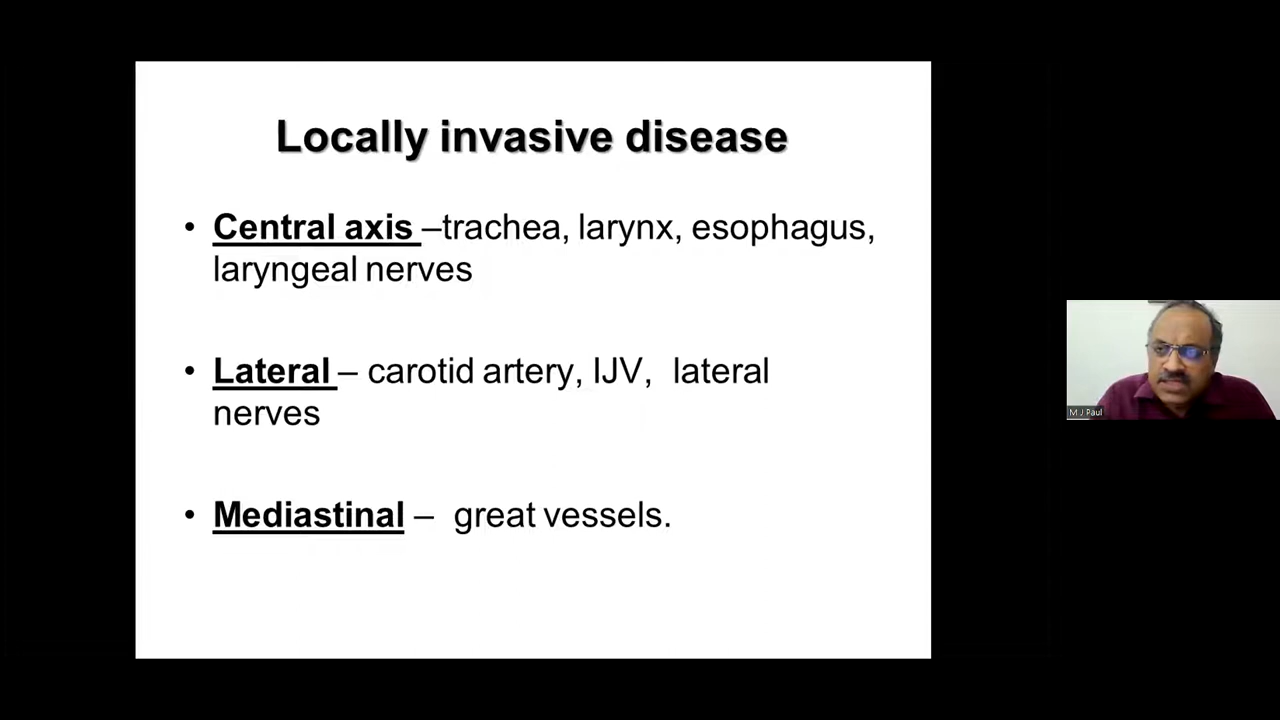 Locally invasive disease
• Central axis –trachea, larynx, esophagus,
laryngeal nerves
• Lateral – carotid artery, IJV, lateral
nerves
• Mediastinal – great vessels.
M J Paul